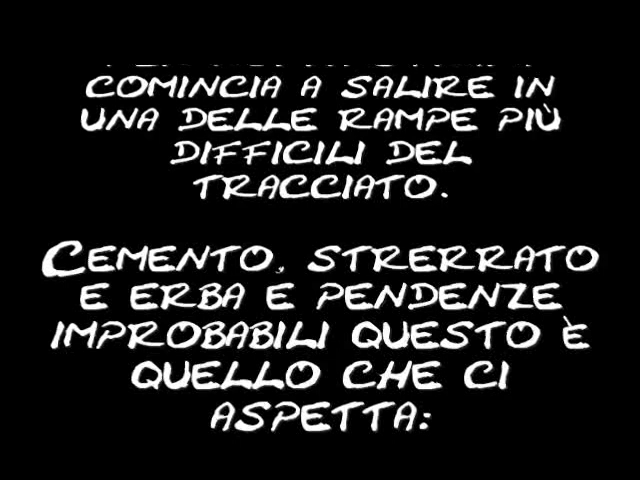 COMINCIA A SALIRE IN
UNA DELLE RAMPE PIÙ
DIFFICILI DEL
TRACCIATO.
CEMENTO, STRERRATO
E ERBA E PENDENZE
IMPROBABILI QUESTO È
QUELLO CHE CI
ASPETTA: